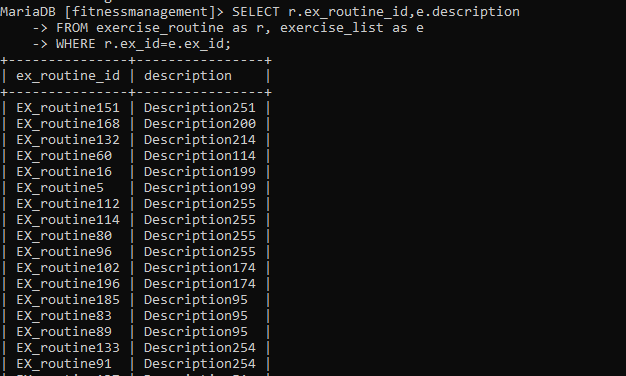 MariaDB [fitnessmanagement]> SELECT r.ex_routine_id,e.description
-> FROM exercise_routine as r, exercise_list as e
-> WHERE r.ex_id=e.ex_id;
+---------------+----------------+
| ex_routine_id | description    |
+---------------+----------------+
| EX_routine151 | Description251 |
| EX_routine168 | Description200 |
| EX_routine132 | Description214 |
| EX_routine60  | Description114 |
| EX_routine16  | Description199 |
| EX_routine5   | Description199 |
| EX_routine112 | Description255 |
| EX_routine114 | Description255 |
| EX_routine80  | Description255 |
| EX_routine96  | Description255 |
| EX_routine102 | Description174 |
| EX_routine196 | Description174 |
| EX_routine185 | Description95  |
| EX_routine83  | Description95  |
| EX_routine89  | Description95  |
| EX_routine133 | Description254 |
| EX_routine91  | Description254 |